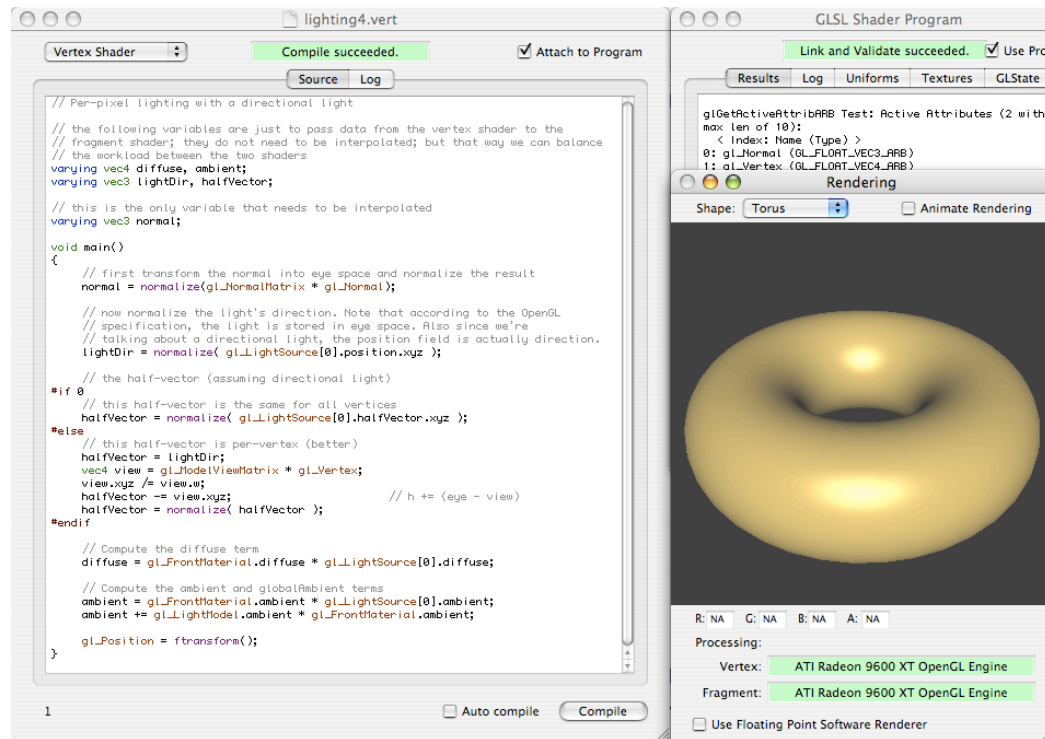 lighting4.vert
Vertex Shader
Compile succeeded.
Attach to Program
Source Log
// Per-pixel lighting with a directional light
// the following variables are just to pass data from the vertex shader to the
// fragment shader; they do not need to be interpolated; but that way we can balance
// the workload between the two shaders
varying vec4 diffuse, ambient;
varying vec3 lightDir, halfVector;
// this is the only variable that needs to be interpolated
varying vec3 normal;
void main()
{
// first transform the normal into eye space and normalize the result
normal = normalize(gl_NormalMatrix * gl_Normal);
// now normalize the light's direction. Note that according to the OpenGL
// specification, the light is stored in eye space. Also since we're
// talking about a directional light, the position field is actually direction.
lightDir = normalize( gl_LightSource[0].position.xyz );
// the half-vector (assuming directional light)
#if 0
// this half-vector is the same for all vertices
halfVector = normalize( gl_LightSource[0].halfVector.xyz );
#else
// this half-vector is per-vertex (better)
halfVector = lightDir;
vec4 view = gl_ModelViewMatrix * gl_Vertex;
view.xyz /= view.w;
halfVector -= view.xyz; // h += (eye - view)
halfVector = normalize( halfVector );
#endif
// Compute the diffuse term
diffuse = gl_FrontMaterial.diffuse * gl_LightSource[0].diffuse;
// Compute the ambient and globalAmbient terms
ambient = gl_FrontMaterial.ambient * gl_LightSource[0].ambient;
ambient += gl_LightModel.ambient * gl_FrontMaterial.ambient;
gl_Position = ftransform();
}
1
Auto compile
Compile
GLSL Shader Program
Link and Validate succeeded.
Use Pro
Results Log Uniforms Textures GLState
glGetActiveAttribARB Test: Active Attributes (2 with
max len of 10):
< Index: Name (Type) >
0: gl_Normal (GL_FLOAT_VEC3_ARB)
1: gl_Vertex (GL_FLOAT_VEC4_ARB)
Rendering
Shape: Torus
Animate Rendering
R: NA G: NA B: NA A: NA
Processing:
Vertex: ATI Radeon 9600 XT OpenGL Engine
Fragment: ATI Radeon 9600 XT OpenGL Engine
Use Floating Point Software Renderer